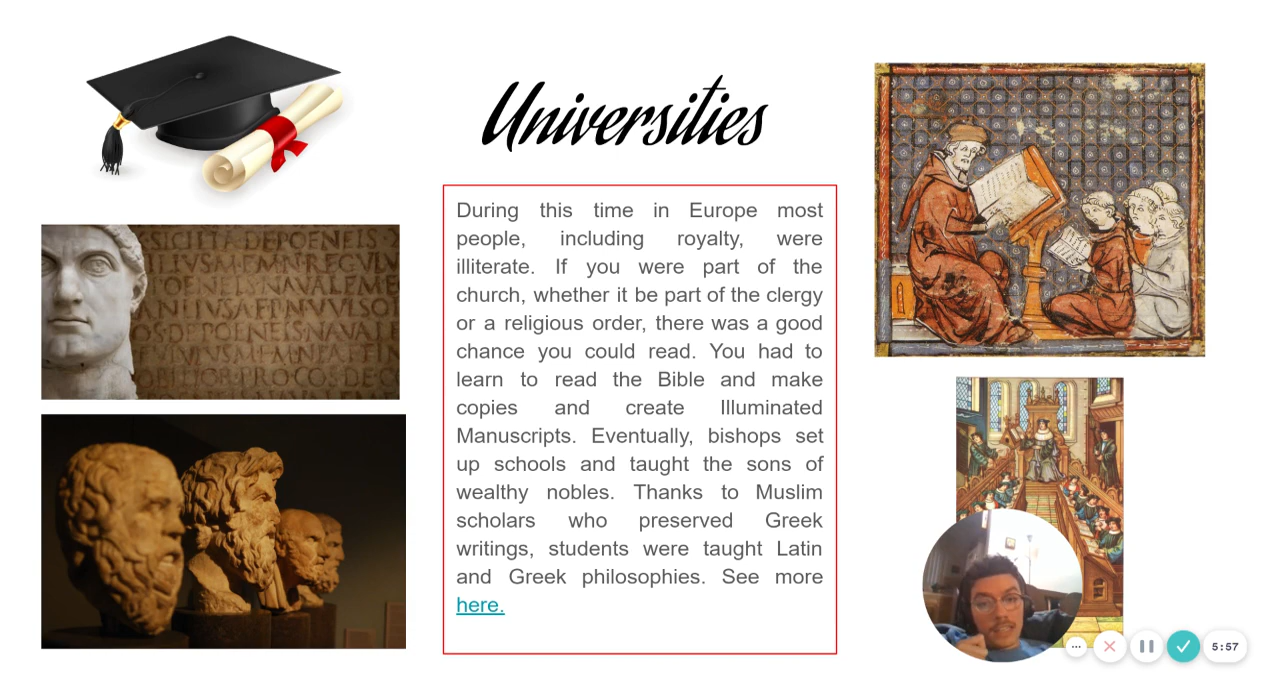 Universities
During this time in Europe most
people, including royalty, were
illiterate. If you were part of the
church, whether it be part of the clergy
or a religious order, there was a good
chance you could read. You had to
learn to read the Bible and make
copies and create Illuminated
Manuscripts. Eventually, bishops set
up schools and taught the sons of
wealthy nobles. Thanks to Muslim
scholars who preserved Greek
writings, students were taught Latin
and Greek philosophies. See more
here.
5:57